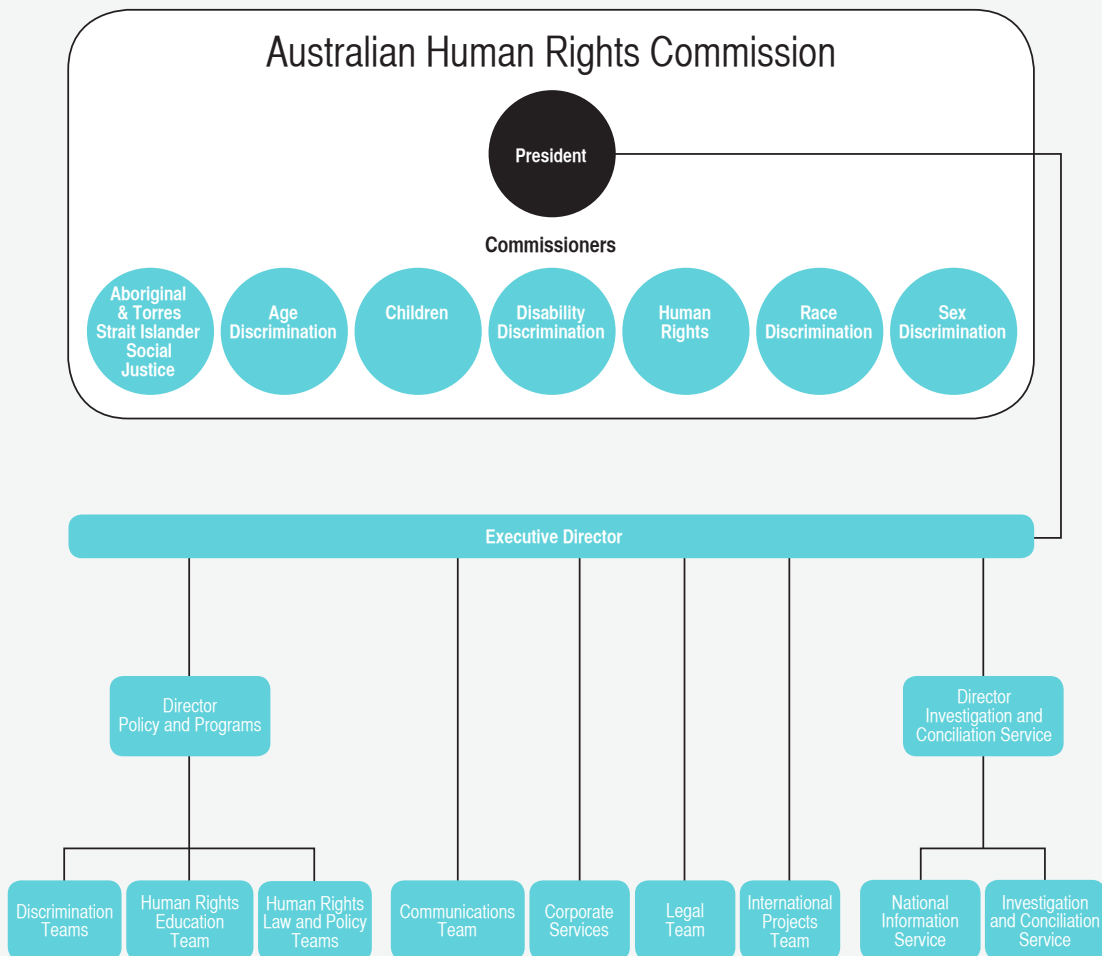 Australian Human Rights Commission
President
Commissioners
Aboriginal
& Torres
Strait Islander
Social
Justice
Age
Discrimination
Children
Disability
Discrimination
Human
Rights
Race
Discrimination
Sex
Discrimination
Executive Director
Director
Policy and Programs
Director
Investigation and
Conciliation Service
Discrimination
Teams
Human Rights
Education
Team
Human Rights
Law and Policy
Teams
Communications
Team
Corporate
Services
Legal
Team
International
Projects
Team
National
Information
Service
Investigation
and Conciliation
Service